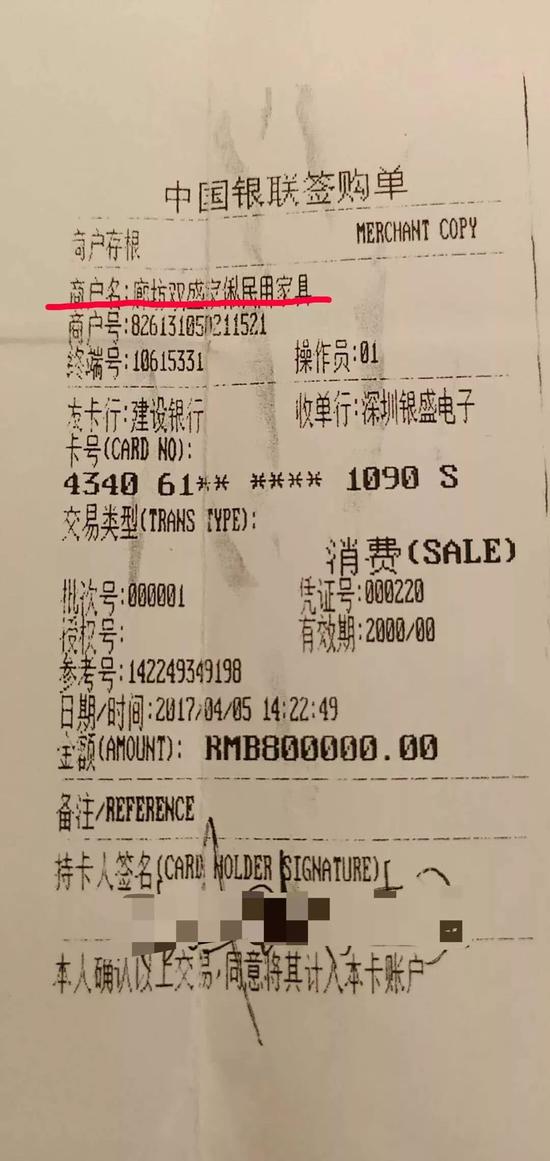 中国银联签购单
商户存根 MERCHANT COPY
商户名:廊坊双盛家俬民用家具
商户号:826131050211521
终端号:10615331 操作员:01
发卡行:建设银行 收单行:深圳银盛电子
卡号(CARD NO):
4340 61** **** 1090 S
交易类型(TRANS TYPE):
消费(SALE)
批次号:000001 凭证号:000220
授权号: 有效期:2000/00
参考号:142249349198
日期/时间:2017/04/05 14:22:49
金额(AMOUNT): RMB800000.00
备注/REFERENCE
持卡人签名(CARD HOLDER SIGNATURE)
本人确认以上交易,同意将其计入本卡账户